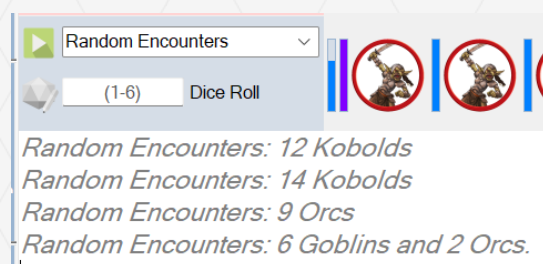 Random Encounters
(1-6) Dice Roll
Random Encounters: 12 Kobolds
Random Encounters: 14 Kobolds
Random Encounters: 9 Orcs
Random Encounters: 6 Goblins and 2 Orcs.